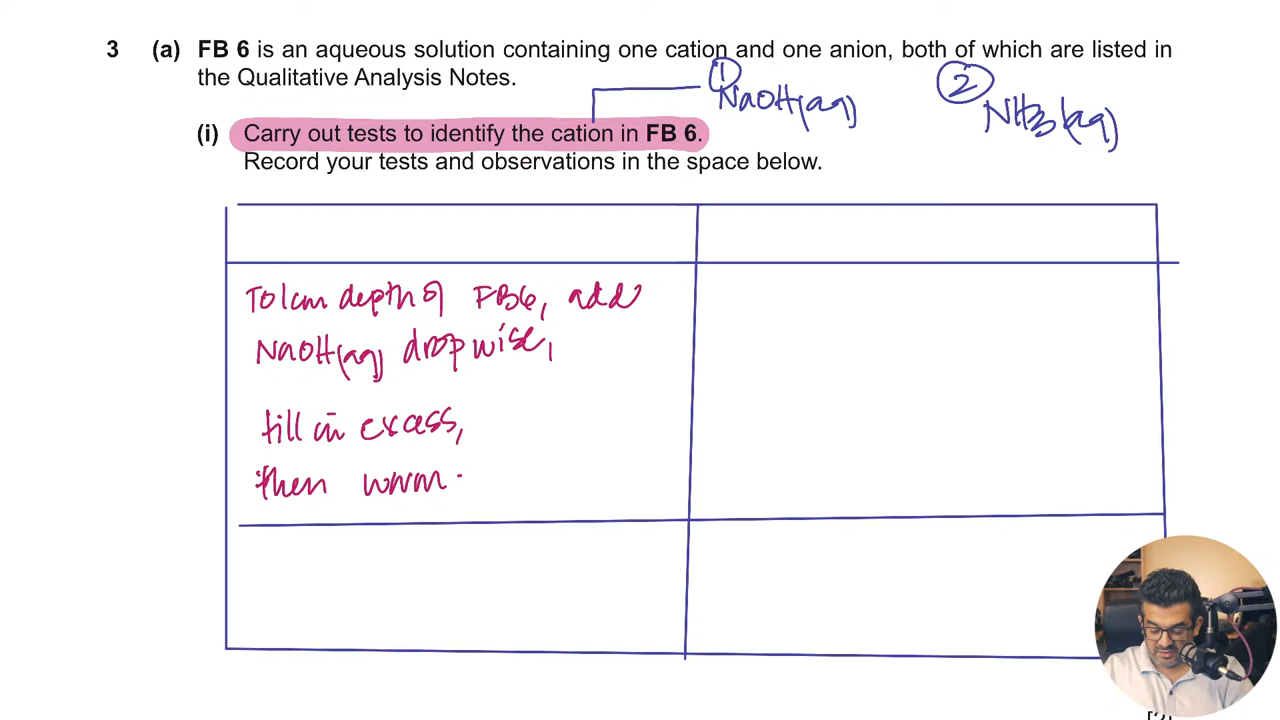 3 (a) FB 6 is an aqueous solution containing one cation and one anion, both of which are listed in
the Qualitative Analysis Notes.
① NaOH(aq)
② NH3(aq)
(i) Carry out tests to identify the cation in FB 6.
Record your tests and observations in the space below.
To 1cm depth of FB6, add
NaOH(aq) dropwise,
till in excess,
then warm.
[2]